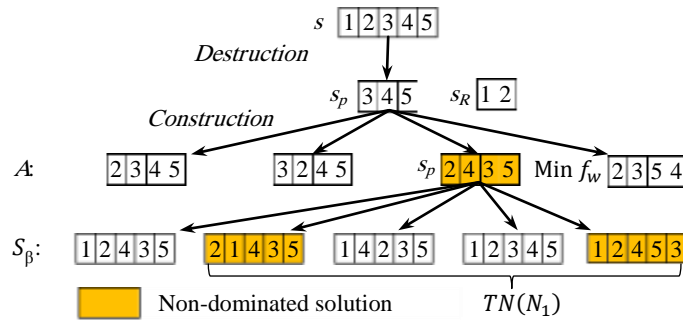 s 1 2 3 4 5
Destruction
s_p 3 4 5 s_R 1 2
Construction
A: 2 3 4 5 3 2 4 5 s_p 2 4 3 5 Min f_w 2 3 5 4
S_β: 1 2 4 3 5 2 1 4 3 5 1 4 2 3 5 1 2 3 4 5 1 2 4 5 3
Non-dominated solution TN(N_1)